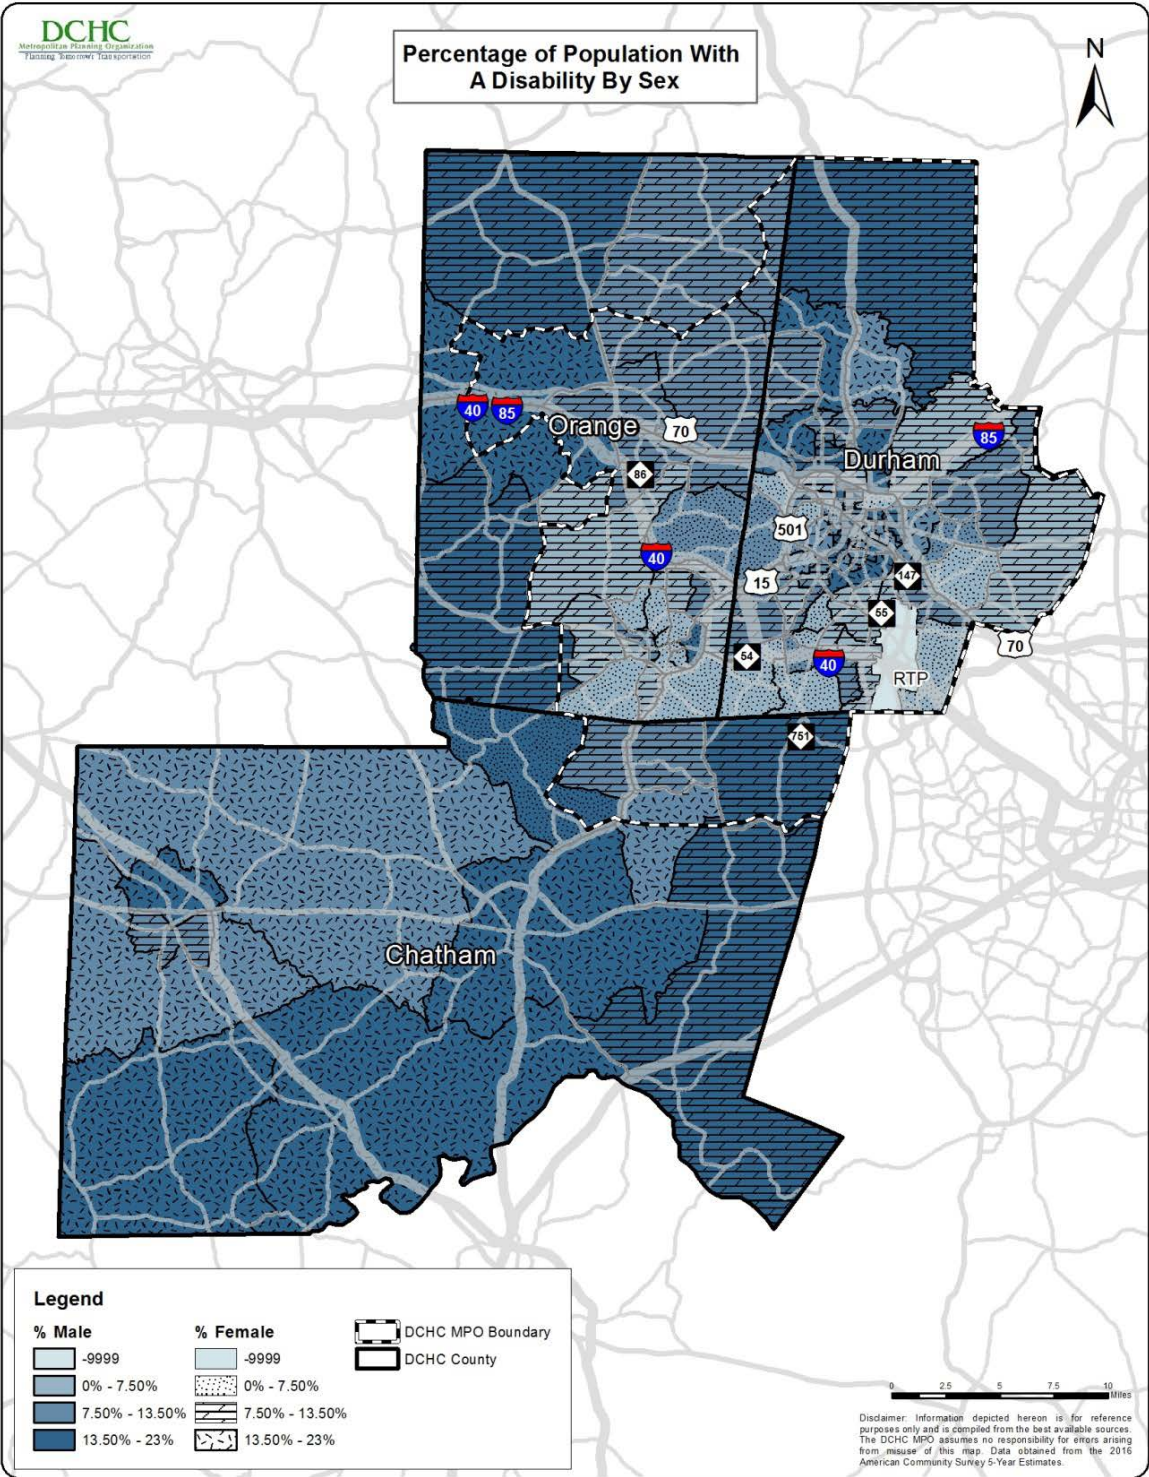 DCHC
Metropolitan Planning Organization
Planning Tomorrow's Transportation
Percentage of Population With
A Disability By Sex
N
40
85
Orange
70
86
85
Durham
501
40
15
147
55
54
40
70
RTP
751
Chatham
Legend
% Male
% Female
-9999
-9999
DCHC MPO Boundary
0% - 7.50%
0% - 7.50%
DCHC County
7.50% - 13.50%
7.50% - 13.50%
13.50% - 23%
13.50% - 23%
0 2.5 5 7.5 10
Miles
Disclaimer: Information depicted hereon is for reference
purposes only and is compiled from the best available sources.
The DCHC MPO assumes no responsibility for errors arising
from misuse of this map. Data obtained from the 2016
American Community Survey 5-Year Estimates.